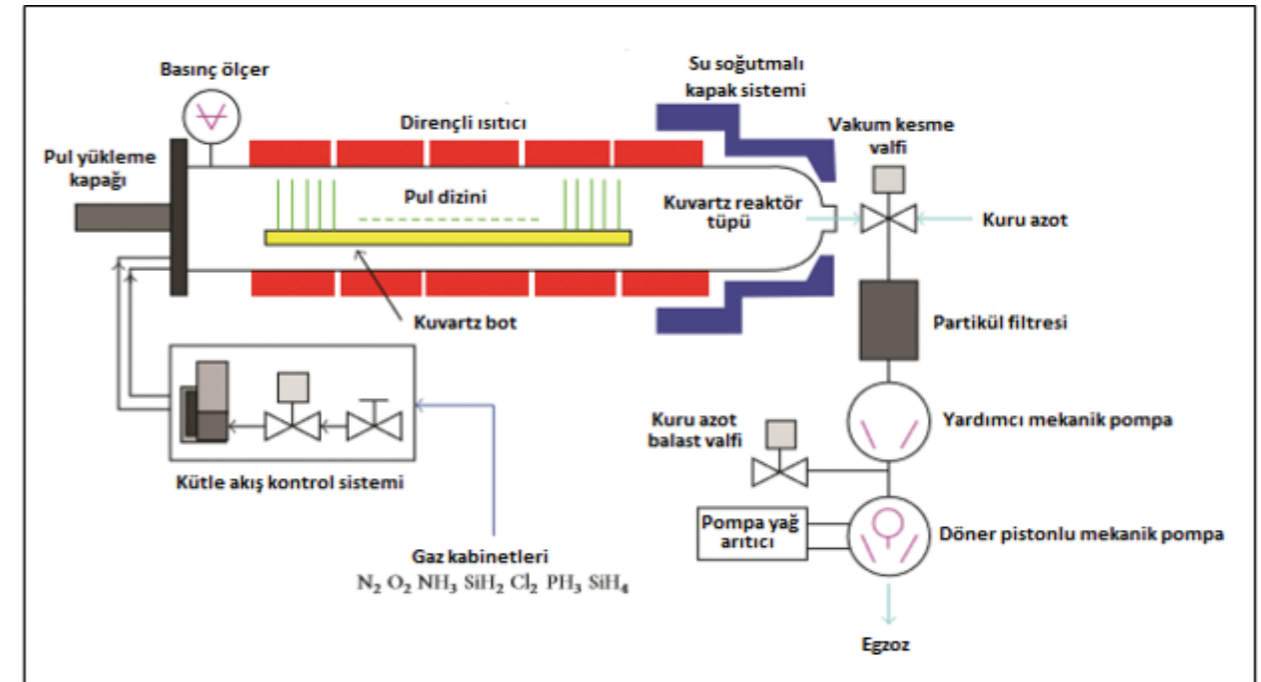 Basınç ölçer
Su soğutmalı
kapak sistemi
Dirençli ısıtıcı
Vakum kesme
valfi
Pul yükleme
kapağı
Pul dizini
Kuvartz reaktör
tüpü
Kuru azot
Kuvartz bot
Partikül filtresi
Kuru azot
balast valfi
Yardımcı mekanik pompa
Kütle akış kontrol sistemi
Pompa yağ
arıtıcı
Döner pistonlu mekanik pompa
Gaz kabinetleri
N₂ O₂ NH₃ SiH₂ Cl₂ PH₃ SiH₄
Egzoz